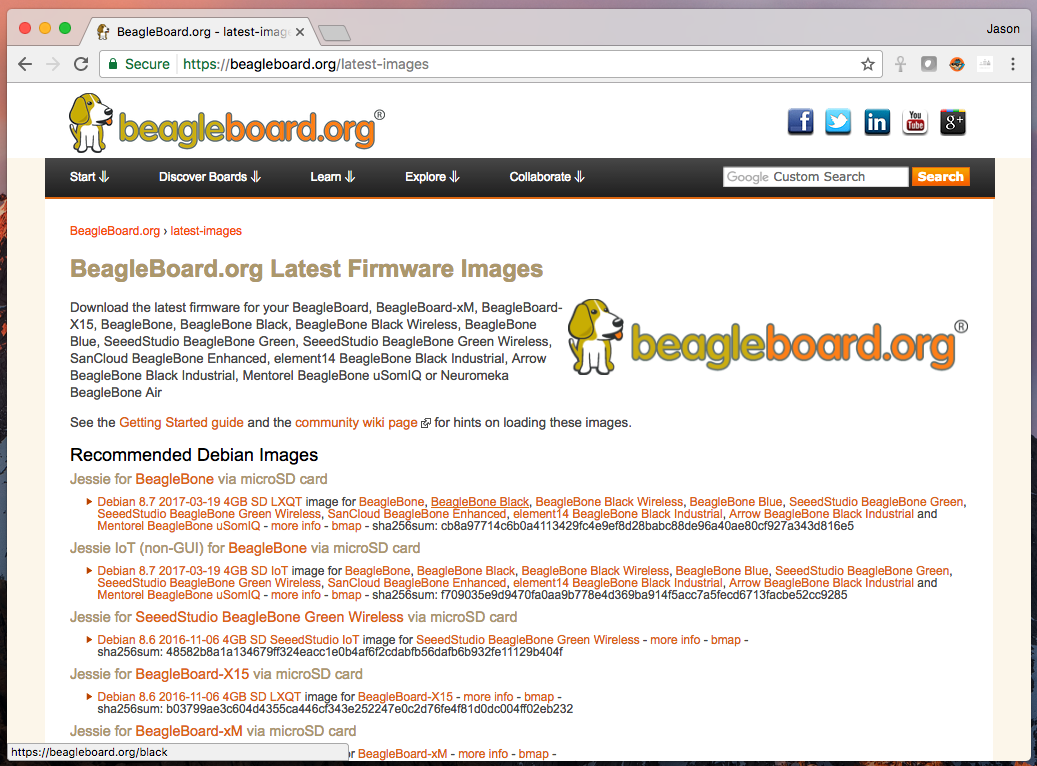 BeagleBoard.org - latest-imag
Jason
Secure https://beagleboard.org/latest-images
beagleboard.org®
f in You Tube g+
Start ⇓ Discover Boards ⇓ Learn ⇓ Explore ⇓ Collaborate ⇓ Google Custom Search Search
BeagleBoard.org › latest-images
BeagleBoard.org Latest Firmware Images
Download the latest firmware for your BeagleBoard, BeagleBoard-xM, BeagleBoard-
X15, BeagleBone, BeagleBone Black, BeagleBone Black Wireless, BeagleBone
Blue, SeeedStudio BeagleBone Green, SeeedStudio BeagleBone Green Wireless,
SanCloud BeagleBone Enhanced, element14 BeagleBone Black Industrial, Arrow
BeagleBone Black Industrial, Mentorel BeagleBone uSomIQ or Neuromeka
BeagleBone Air
beagleboard.org®
See the Getting Started guide and the community wiki page for hints on loading these images.
Recommended Debian Images
Jessie for BeagleBone via microSD card
Debian 8.7 2017-03-19 4GB SD LXQT image for BeagleBone, BeagleBone Black, BeagleBone Black Wireless, BeagleBone Blue, SeeedStudio BeagleBone Green,
SeeedStudio BeagleBone Green Wireless, SanCloud BeagleBone Enhanced, element14 BeagleBone Black Industrial, Arrow BeagleBone Black Industrial and
Mentorel BeagleBone uSomIQ - more info - bmap - sha256sum: cb8a97714c6b0a4113429fc4e9ef8d28babc88de96a40ae80cf927a343d816e5
Jessie IoT (non-GUI) for BeagleBone via microSD card
Debian 8.7 2017-03-19 4GB SD IoT image for BeagleBone, BeagleBone Black, BeagleBone Black Wireless, BeagleBone Blue, SeeedStudio BeagleBone Green,
SeeedStudio BeagleBone Green Wireless, SanCloud BeagleBone Enhanced, element14 BeagleBone Black Industrial, Arrow BeagleBone Black Industrial and
Mentorel BeagleBone uSomIQ - more info - bmap - sha256sum: f709035e9d9470fa0aa9b778e4d369ba914f5acc7a5fecd6713facbe52cc9285
Jessie for SeeedStudio BeagleBone Green Wireless via microSD card
Debian 8.6 2016-11-06 4GB SD SeeedStudio IoT image for SeeedStudio BeagleBone Green Wireless - more info - bmap -
sha256sum: 48582b8a1a134679ff324eacc1e0b4af6f2cdabfb56dafb6b932fe11129b404f
Jessie for BeagleBoard-X15 via microSD card
Debian 8.6 2016-11-06 4GB SD LXQT image for BeagleBoard-X15 - more info - bmap -
sha256sum: b03799ae3c604d4355ca446cf343e252247e0c2d76fe4f81d0dc004ff02eb232
Jessie for BeagleBoard-xM via microSD card
for BeagleBoard-xM - more info - bmap -
https://beagleboard.org/black